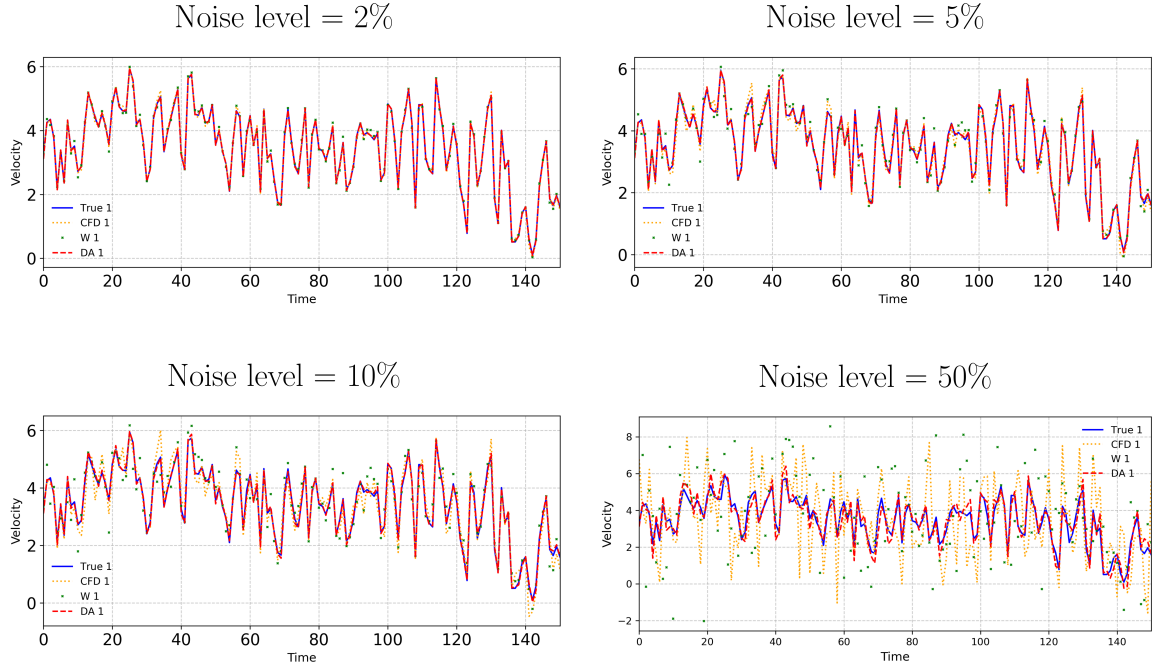 Noise level = 2%
Noise level = 5%
Velocity
6
4
2
0
True 1
CFD 1
W 1
DA 1
0 20 40 60 80 100 120 140
Time
Velocity
6
4
2
0
True 1
CFD 1
W 1
DA 1
0 20 40 60 80 100 120 140
Time
Noise level = 10%
Noise level = 50%
Velocity
6
4
2
0
True 1
CFD 1
W 1
DA 1
0 20 40 60 80 100 120 140
Time
Velocity
8
6
4
2
0
−2
True 1
CFD 1
W 1
DA 1
0 20 40 60 80 100 120 140
Time